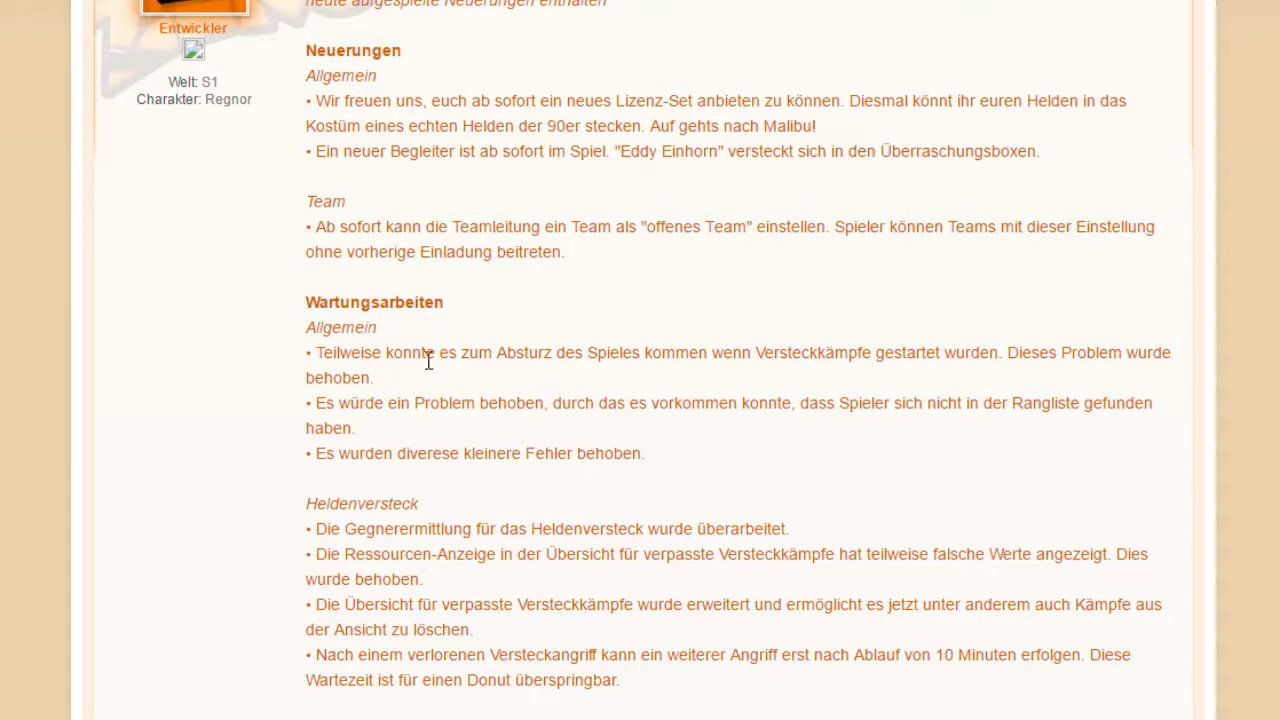 heute aufgespielte Neuerungen enthalten
Entwickler
Welt: S1
Charakter: Regnor
Neuerungen
Allgemein
• Wir freuen uns, euch ab sofort ein neues Lizenz-Set anbieten zu können. Diesmal könnt ihr euren Helden in das
Kostüm eines echten Helden der 90er stecken. Auf gehts nach Malibu!
• Ein neuer Begleiter ist ab sofort im Spiel. "Eddy Einhorn" versteckt sich in den Überraschungsboxen.
Team
• Ab sofort kann die Teamleitung ein Team als "offenes Team" einstellen. Spieler können Teams mit dieser Einstellung
ohne vorherige Einladung beitreten.
Wartungsarbeiten
Allgemein
• Teilweise konnte es zum Absturz des Spieles kommen wenn Versteckkämpfe gestartet wurden. Dieses Problem wurde
behoben.
• Es würde ein Problem behoben, durch das es vorkommen konnte, dass Spieler sich nicht in der Rangliste gefunden
haben.
• Es wurden diverese kleinere Fehler behoben.
Heldenversteck
• Die Gegnerermittlung für das Heldenversteck wurde überarbeitet.
• Die Ressourcen-Anzeige in der Übersicht für verpasste Versteckkämpfe hat teilweise falsche Werte angezeigt. Dies
wurde behoben.
• Die Übersicht für verpasste Versteckkämpfe wurde erweitert und ermöglicht es jetzt unter anderem auch Kämpfe aus
der Ansicht zu löschen.
• Nach einem verlorenen Versteckangriff kann ein weiterer Angriff erst nach Ablauf von 10 Minuten erfolgen. Diese
Wartezeit ist für einen Donut überspringbar.